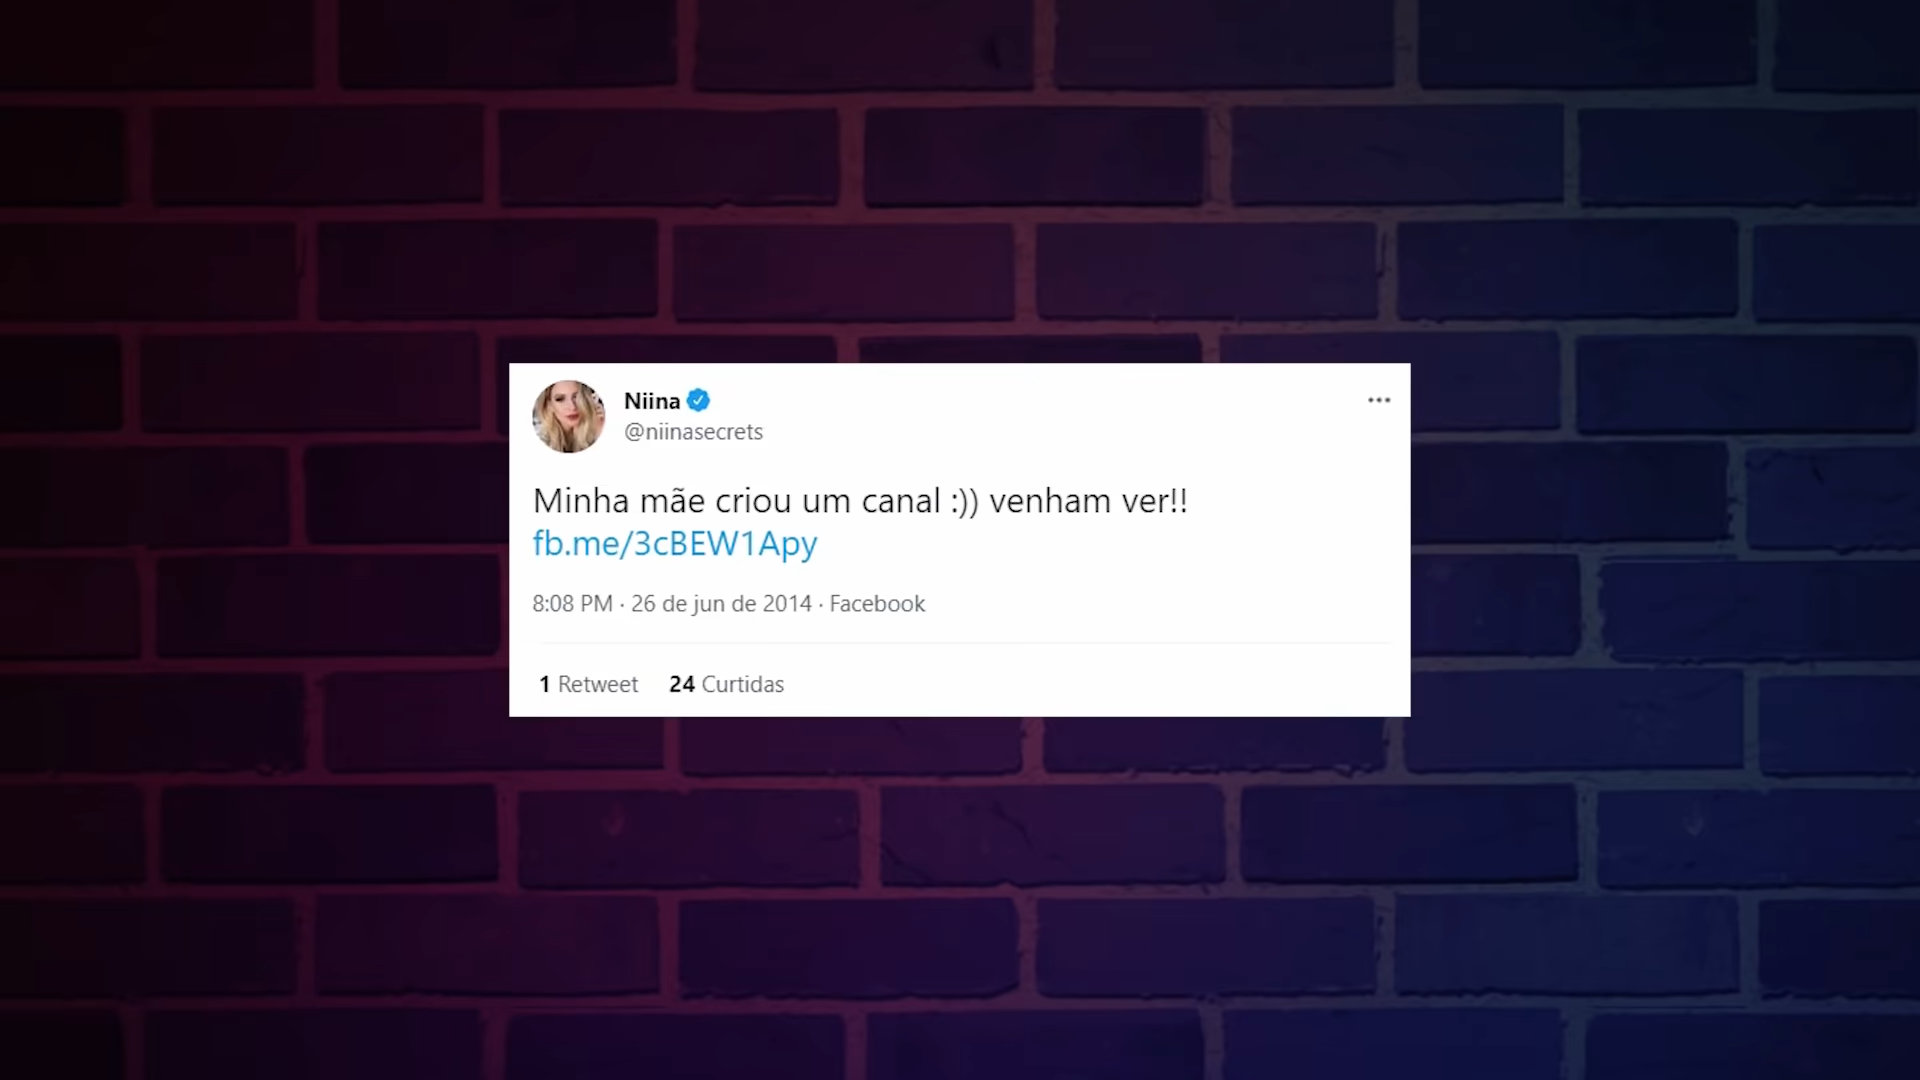 Niina
@niinasecrets
Minha mãe criou um canal :)) venham ver!!
fb.me/3cBEW1Apy
8:08 PM · 26 de jun de 2014 · Facebook
1 Retweet 24 Curtidas